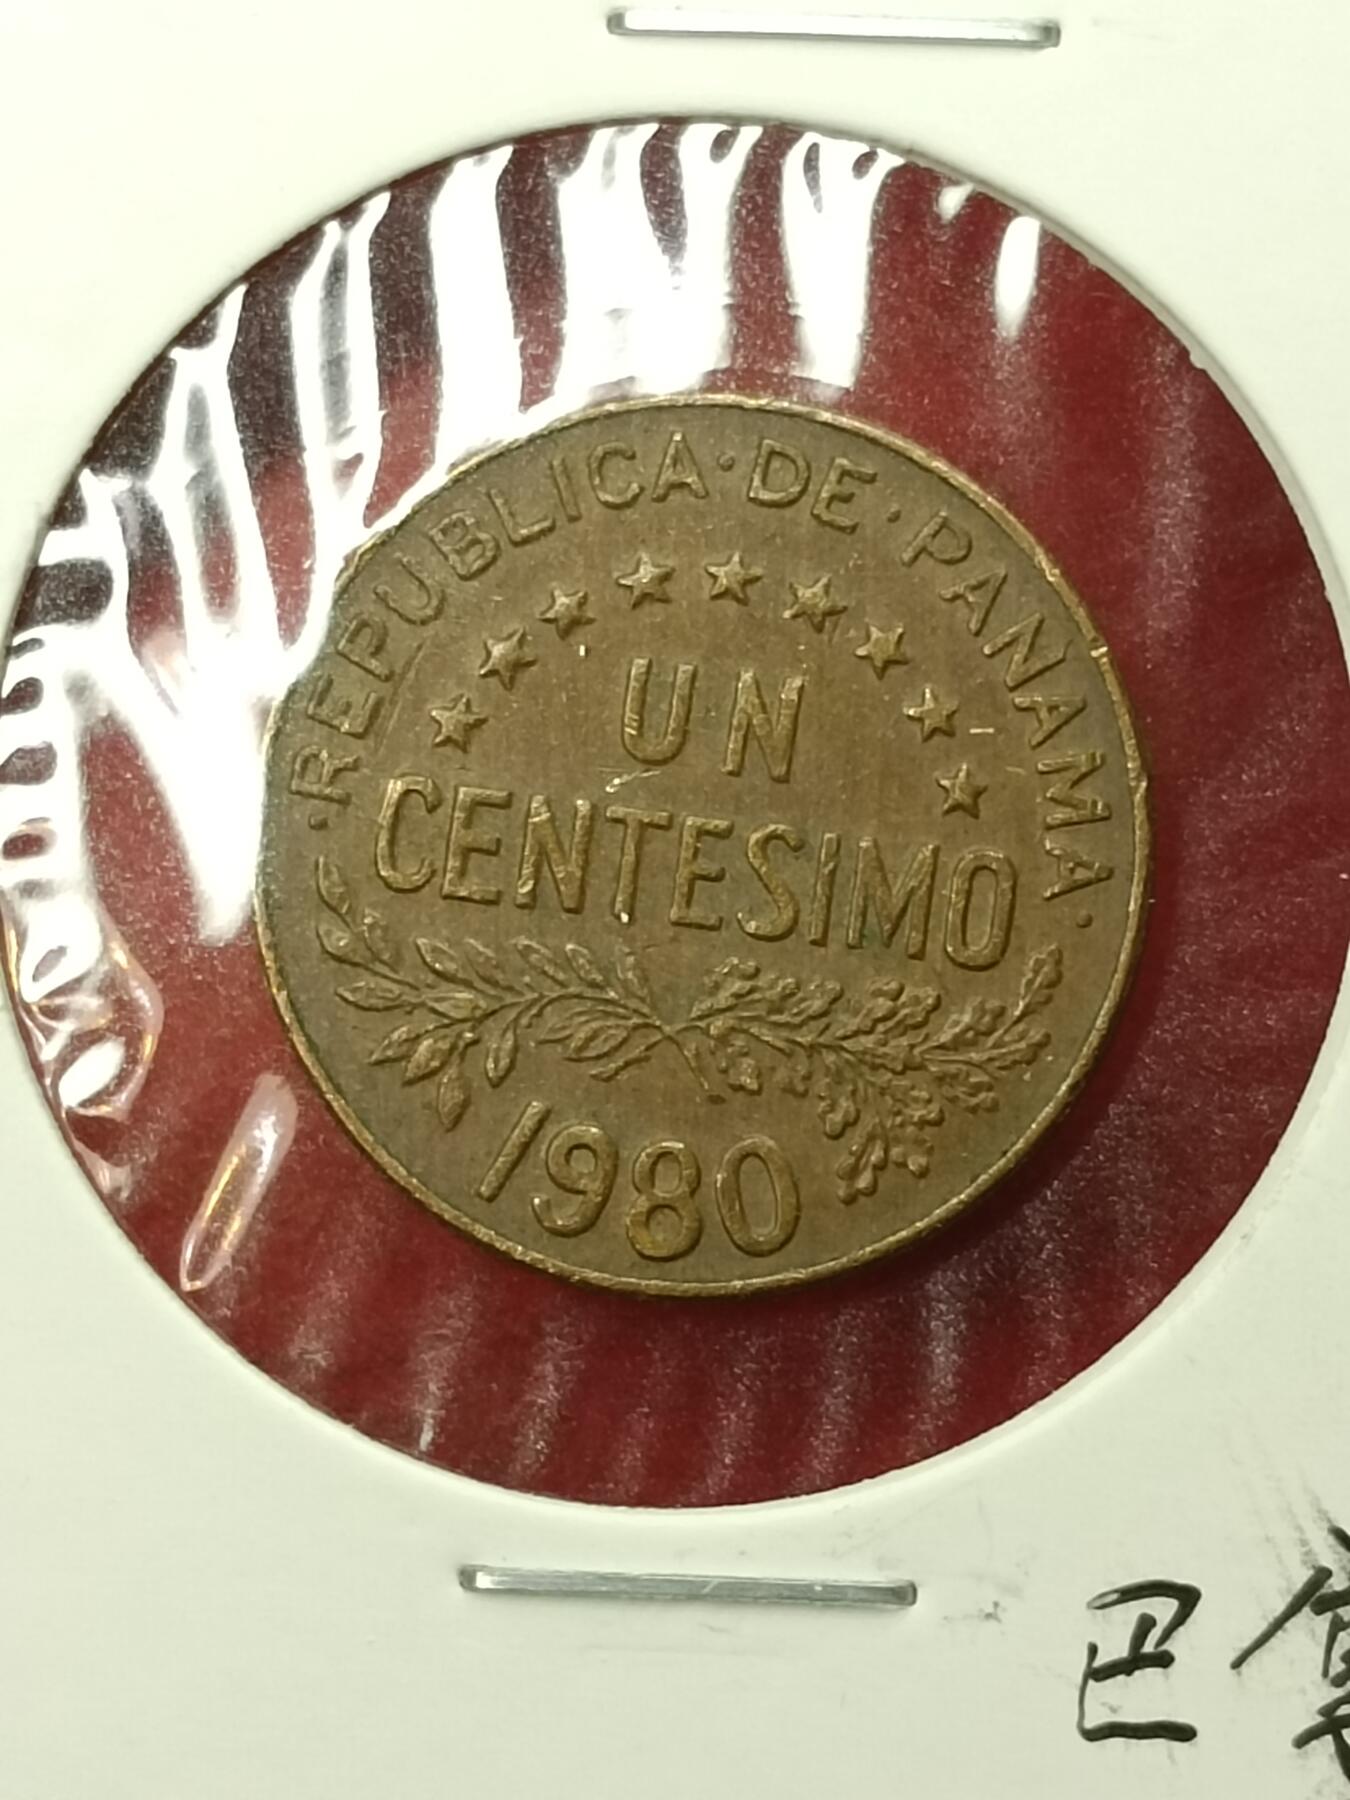 ·REPUBLICA·DE·PANAMA·
UN
CENTESIMO
1980
巴